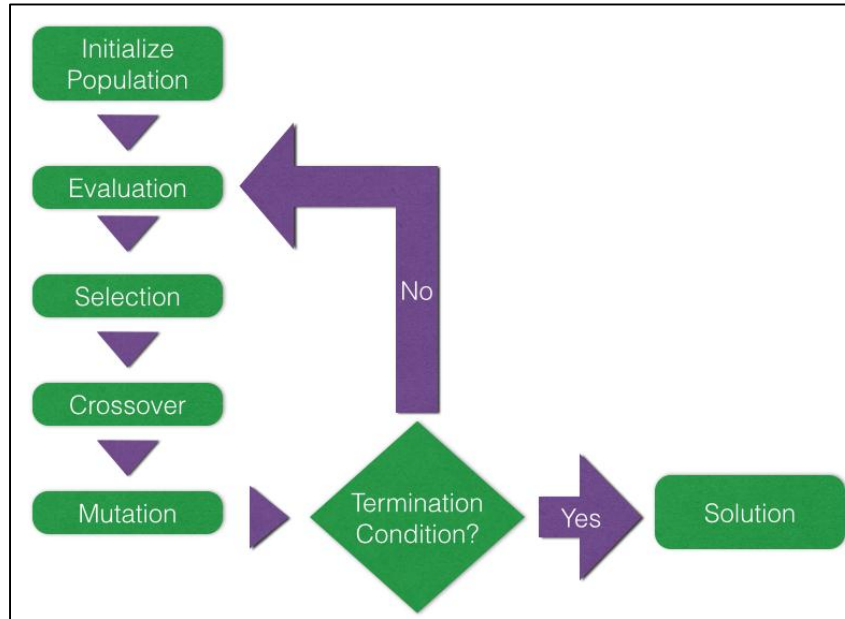 Initialize
Population
Evaluation
Selection
No
Crossover
Mutation
Termination
Condition?
Yes
Solution